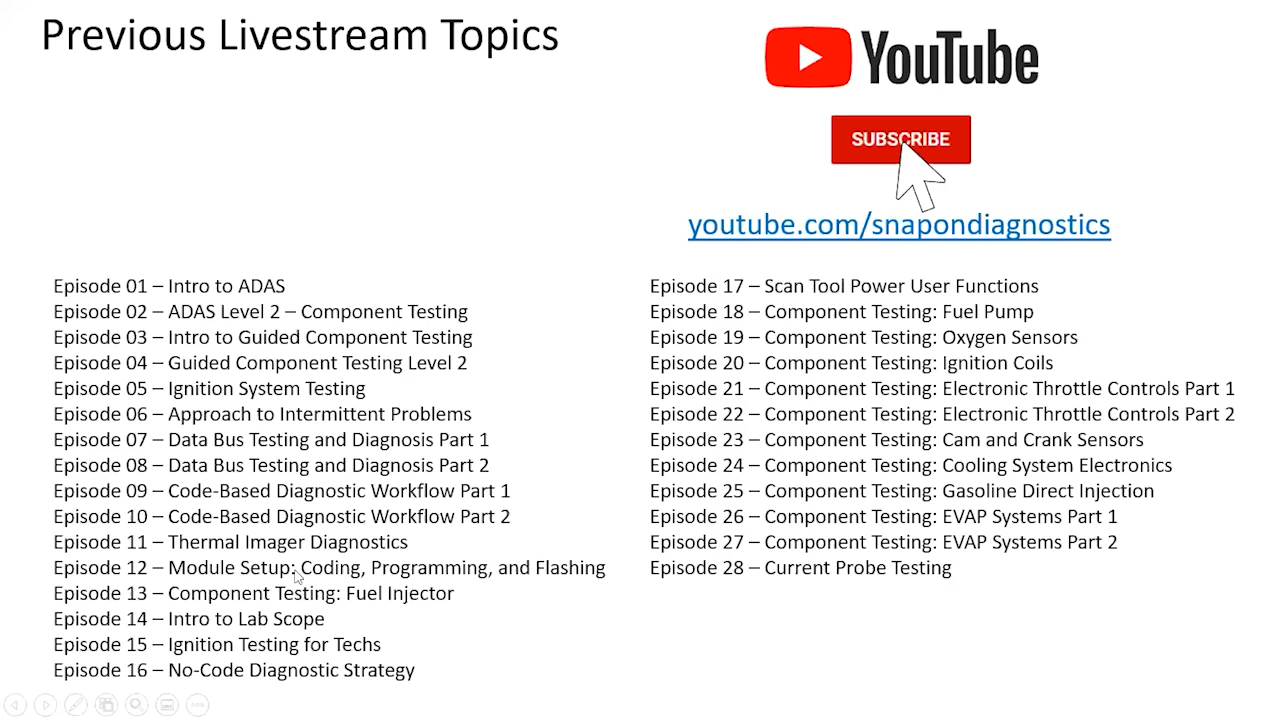 Previous Livestream Topics
YouTube
SUBSCRIBE
youtube.com/snapondiagnostics
Episode 01 – Intro to ADAS
Episode 02 – ADAS Level 2 – Component Testing
Episode 03 – Intro to Guided Component Testing
Episode 04 – Guided Component Testing Level 2
Episode 05 – Ignition System Testing
Episode 06 – Approach to Intermittent Problems
Episode 07 – Data Bus Testing and Diagnosis Part 1
Episode 08 – Data Bus Testing and Diagnosis Part 2
Episode 09 – Code-Based Diagnostic Workflow Part 1
Episode 10 – Code-Based Diagnostic Workflow Part 2
Episode 11 – Thermal Imager Diagnostics
Episode 12 – Module Setup: Coding, Programming, and Flashing
Episode 13 – Component Testing: Fuel Injector
Episode 14 – Intro to Lab Scope
Episode 15 – Ignition Testing for Techs
Episode 16 – No-Code Diagnostic Strategy
Episode 17 – Scan Tool Power User Functions
Episode 18 – Component Testing: Fuel Pump
Episode 19 – Component Testing: Oxygen Sensors
Episode 20 – Component Testing: Ignition Coils
Episode 21 – Component Testing: Electronic Throttle Controls Part 1
Episode 22 – Component Testing: Electronic Throttle Controls Part 2
Episode 23 – Component Testing: Cam and Crank Sensors
Episode 24 – Component Testing: Cooling System Electronics
Episode 25 – Component Testing: Gasoline Direct Injection
Episode 26 – Component Testing: EVAP Systems Part 1
Episode 27 – Component Testing: EVAP Systems Part 2
Episode 28 – Current Probe Testing